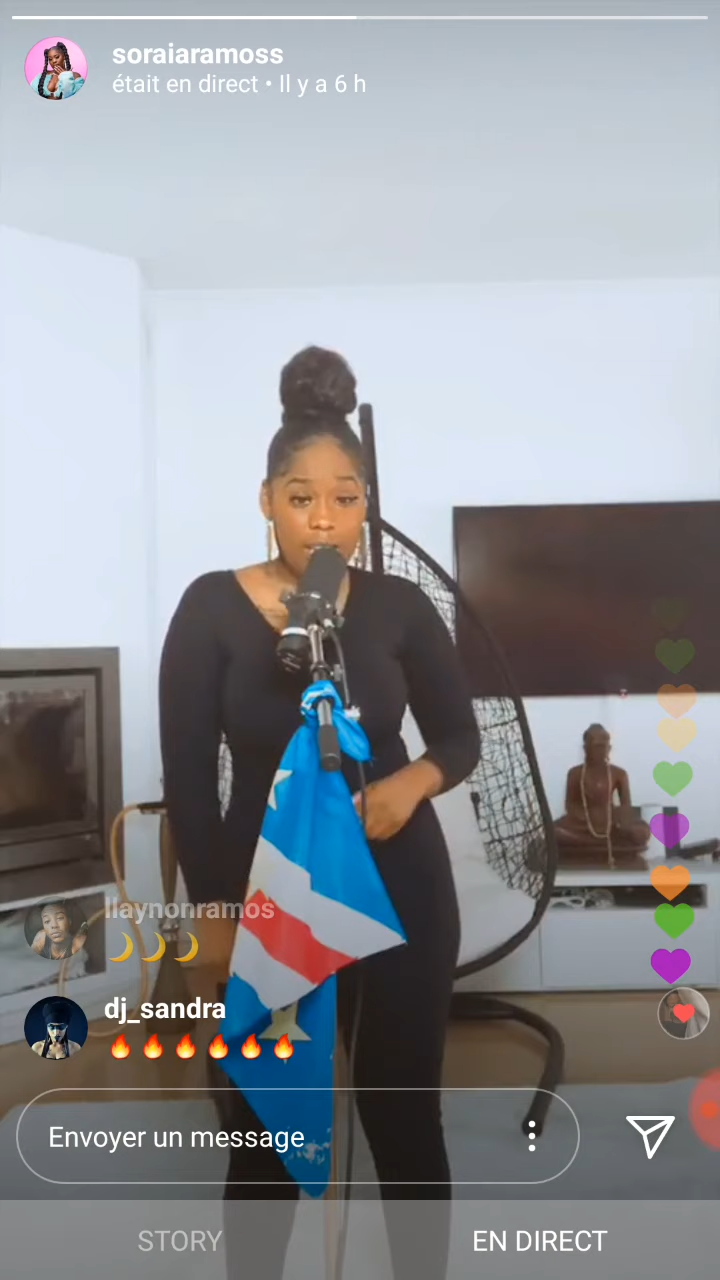 soraiaramoss
était en direct • Il y a 6 h
llaynonramos
🌙🌙🌙
dj_sandra
🔥🔥🔥🔥🔥🔥
Envoyer un message
STORY
EN DIRECT